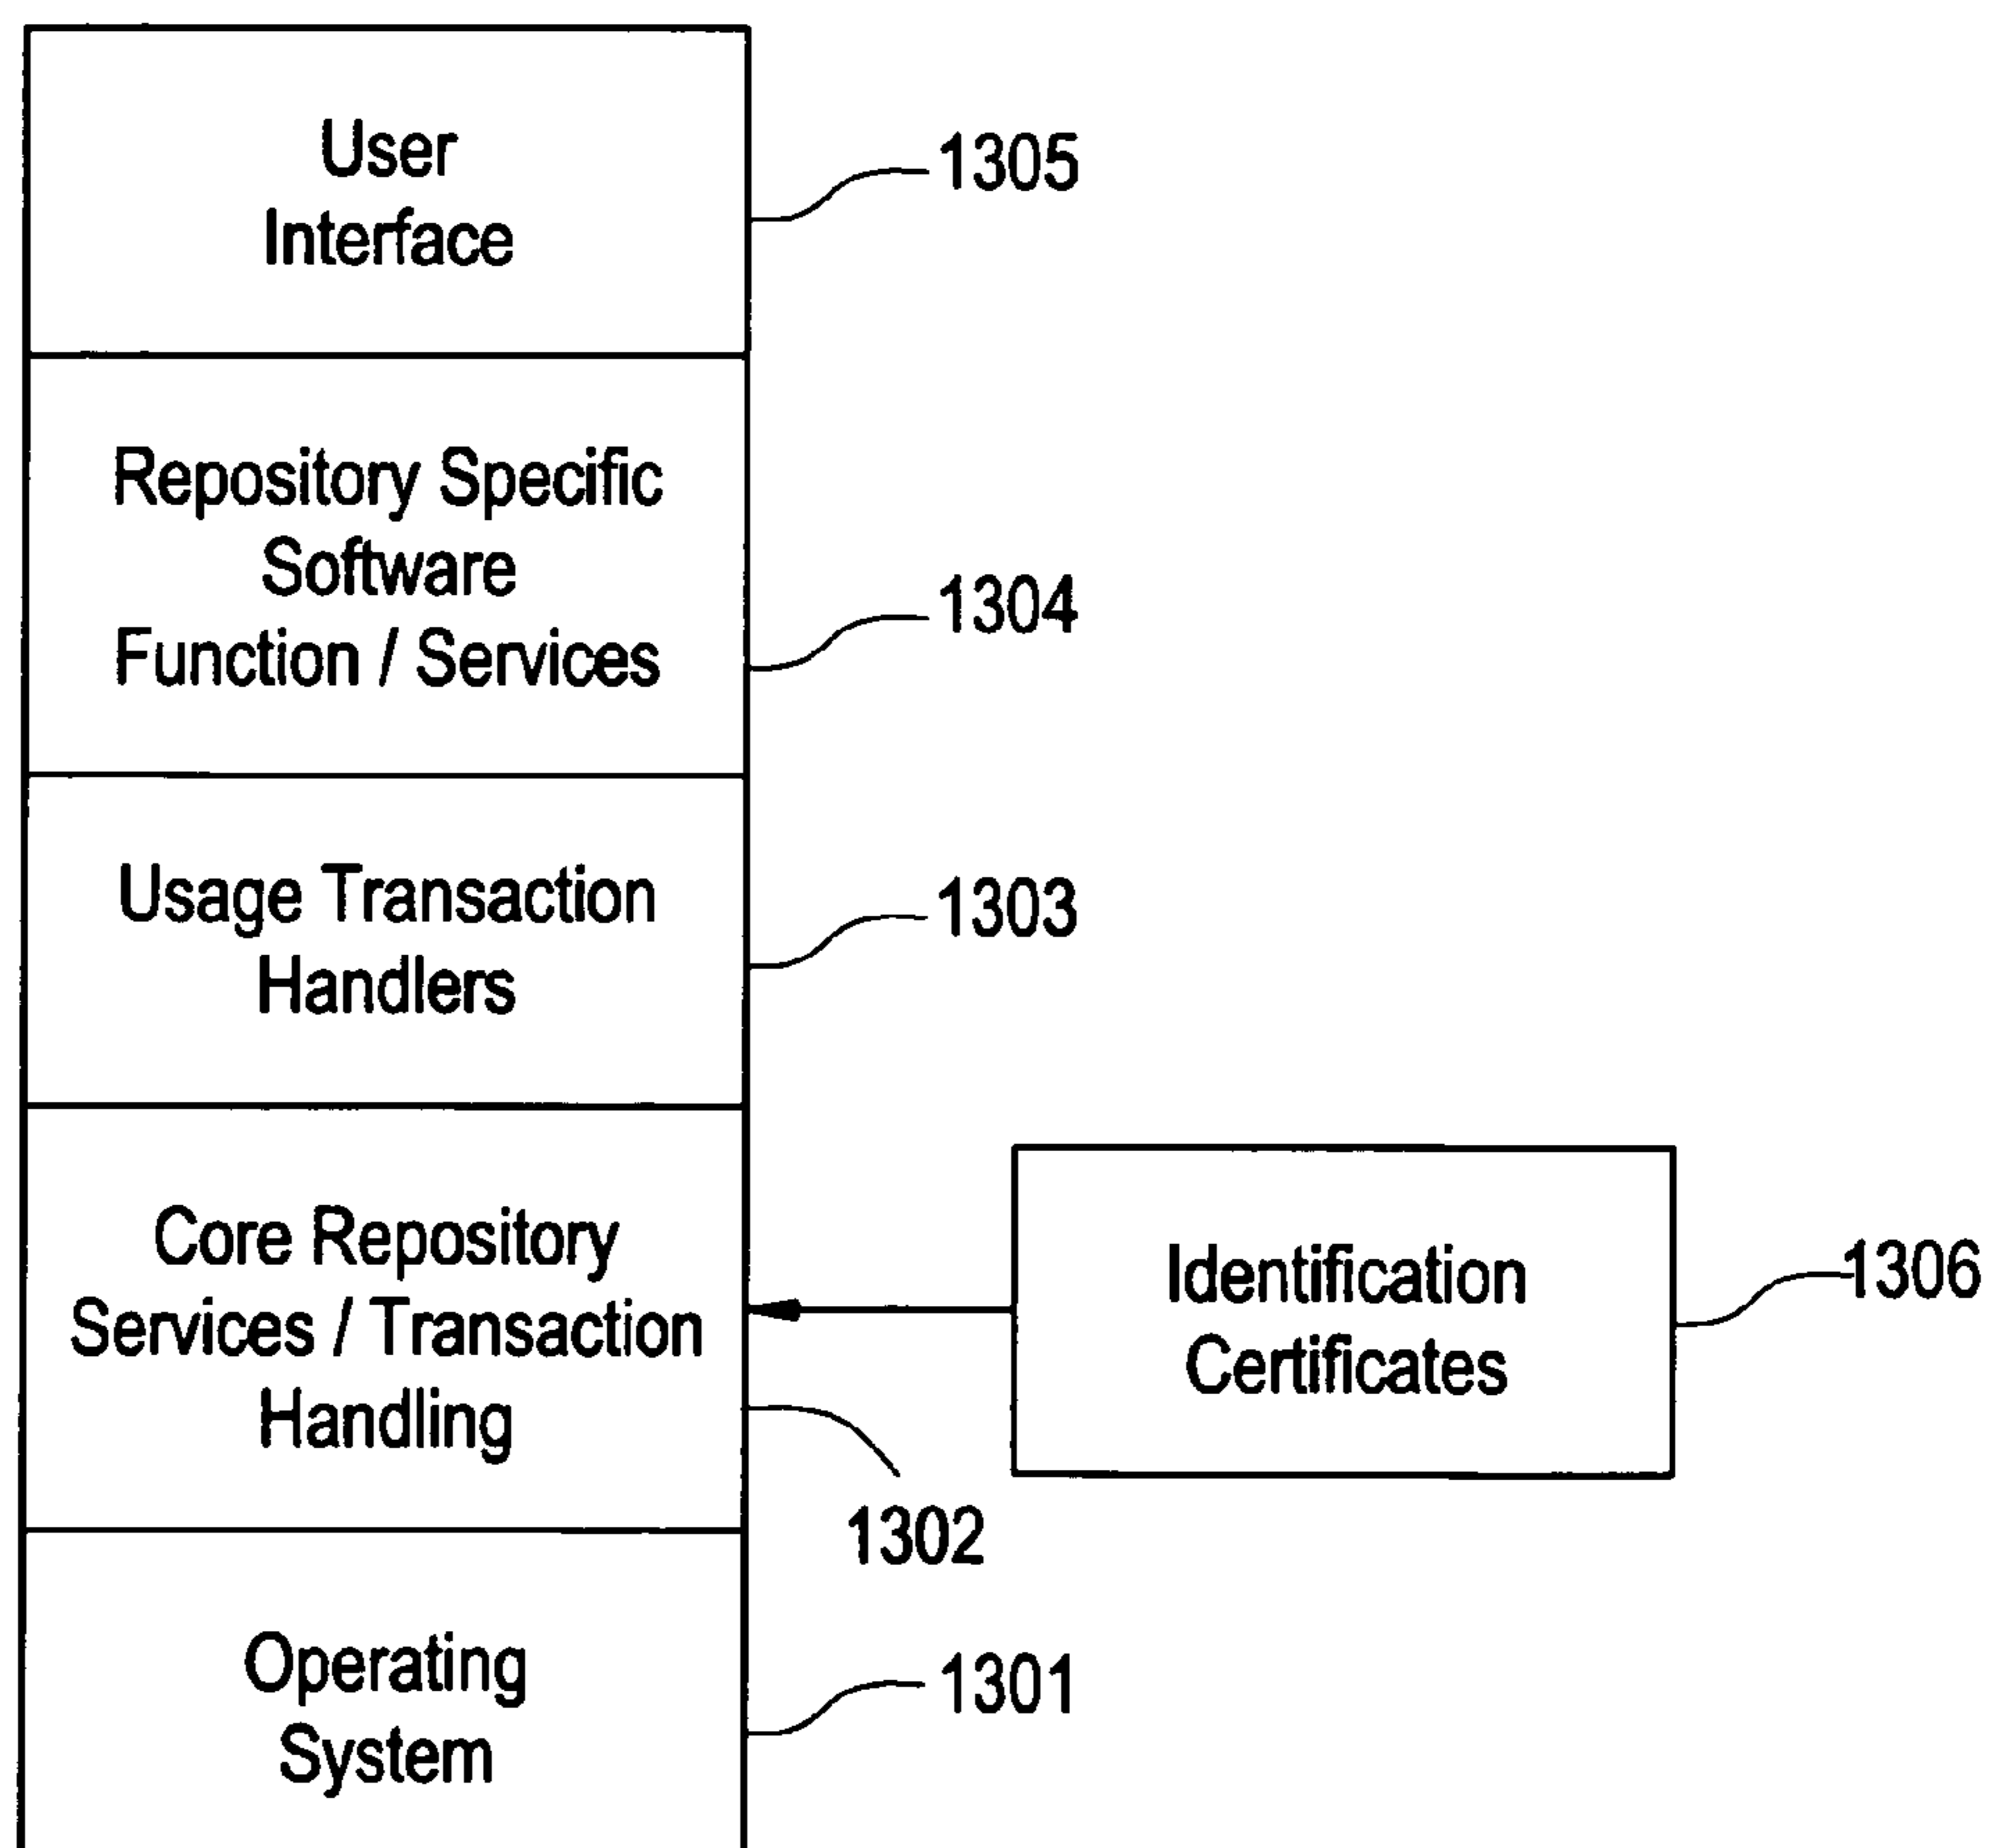 User
Interface
1305
Repository Specific
Software
Function / Services
1304
Usage Transaction
Handlers
1303
Core Repository
Services / Transaction
Handling
1302
Identification
Certificates
1306
Operating
System
1301